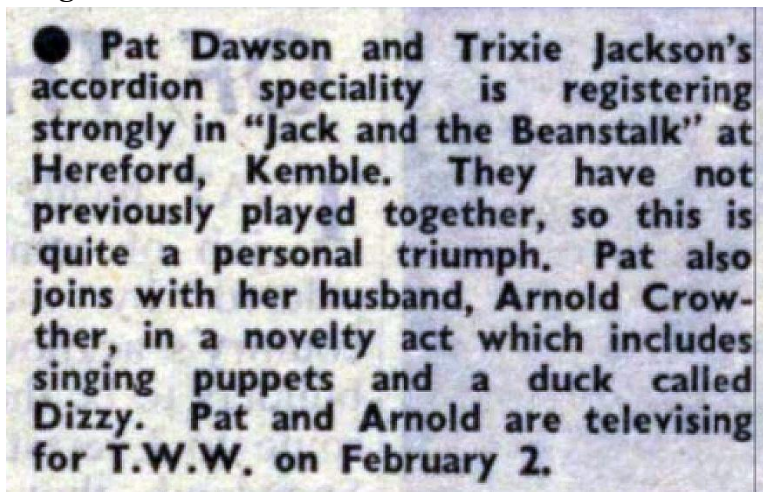 ● Pat Dawson and Trixie Jackson's
accordion speciality is registering
strongly in "Jack and the Beanstalk" at
Hereford, Kemble. They have not
previously played together, so this is
quite a personal triumph. Pat also
joins with her husband, Arnold Crow-
ther, in a novelty act which includes
singing puppets and a duck called
Dizzy. Pat and Arnold are televising
for T.W.W. on February 2.